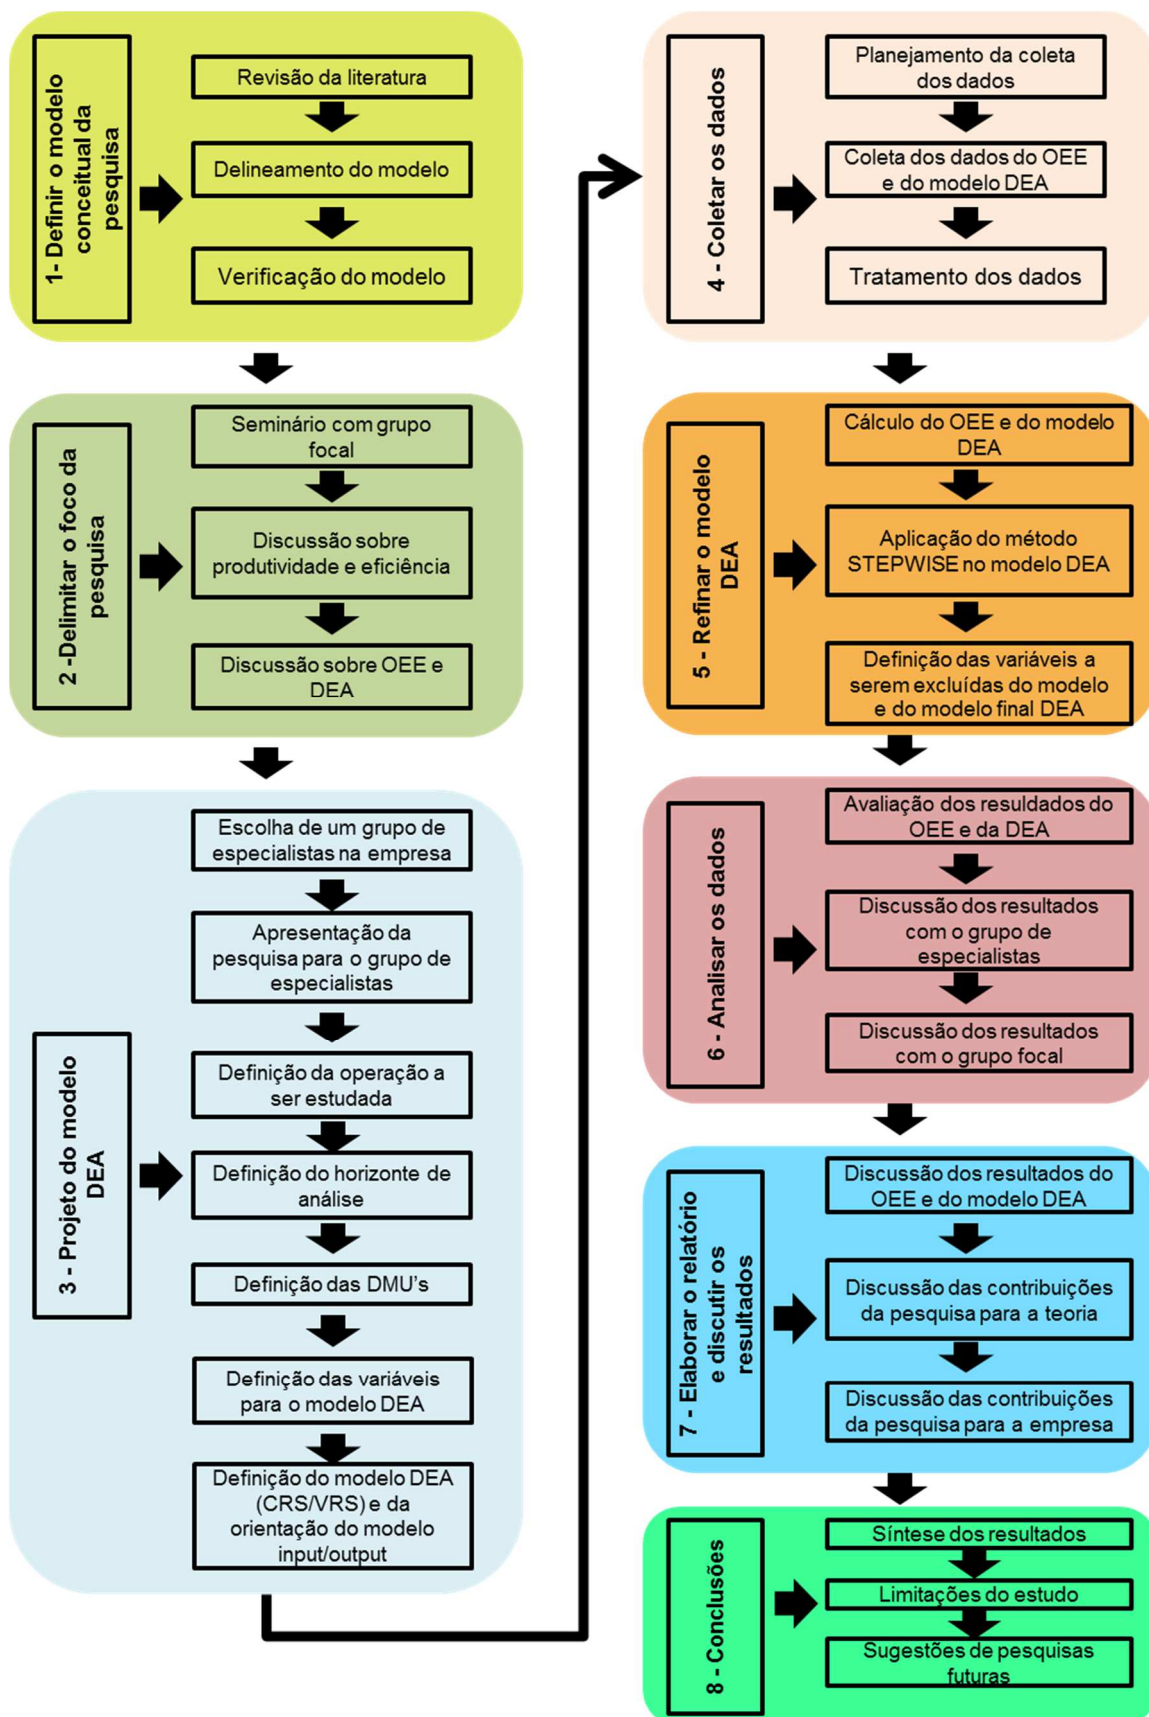 1- Definir o modelo
conceitual da
pesquisa
Revisão da literatura
Delineamento do modelo
Verificação do modelo
2 -Delimitar o foco da
pesquisa
Seminário com grupo
focal
Discussão sobre
produtividade e eficiência
Discussão sobre OEE e
DEA
3 - Projeto do modelo
DEA
Escolha de um grupo de
especialistas na empresa
Apresentação da
pesquisa para o grupo de
especialistas
Definição da operação a
ser estudada
Definição do horizonte de
análise
Definição das DMU's
Definição das variáveis
para o modelo DEA
Definição do modelo DEA
(CRS/VRS) e da
orientação do modelo
input/output
4 - Coletar os dados
Planejamento da coleta
dos dados
Coleta dos dados do OEE
e do modelo DEA
Tratamento dos dados
5 - Refinar o modelo
DEA
Cálculo do OEE e do modelo
DEA
Aplicação do método
STEPWISE no modelo DEA
Definição das variáveis a
serem excluídas do modelo
e do modelo final DEA
6 - Analisar os dados
Avaliação dos resuldados do
OEE e da DEA
Discussão dos resultados
com o grupo de
especialistas
Discussão dos resultados
com o grupo focal
7 - Elaborar o relatório
e discutir os
resultados
Discussão dos resultados do
OEE e do modelo DEA
Discussão das contribuições
da pesquisa para a teoria
Discussão das contribuições
da pesquisa para a empresa
8 - Conclusões
Síntese dos resultados
Limitações do estudo
Sugestões de pesquisas
futuras